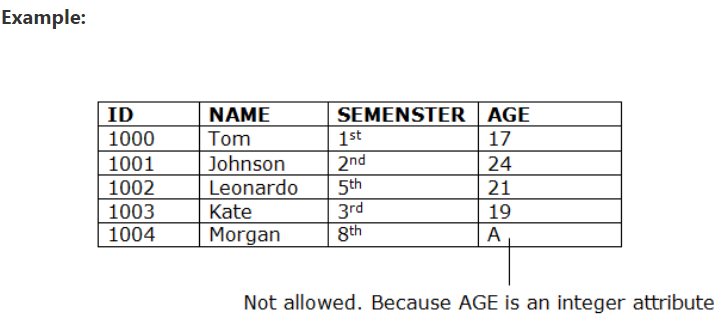 Example:
ID NAME SEMENSTER AGE
1000 Tom 1st 17
1001 Johnson 2nd 24
1002 Leonardo 5th 21
1003 Kate 3rd 19
1004 Morgan 8th A
Not allowed. Because AGE is an integer attribute